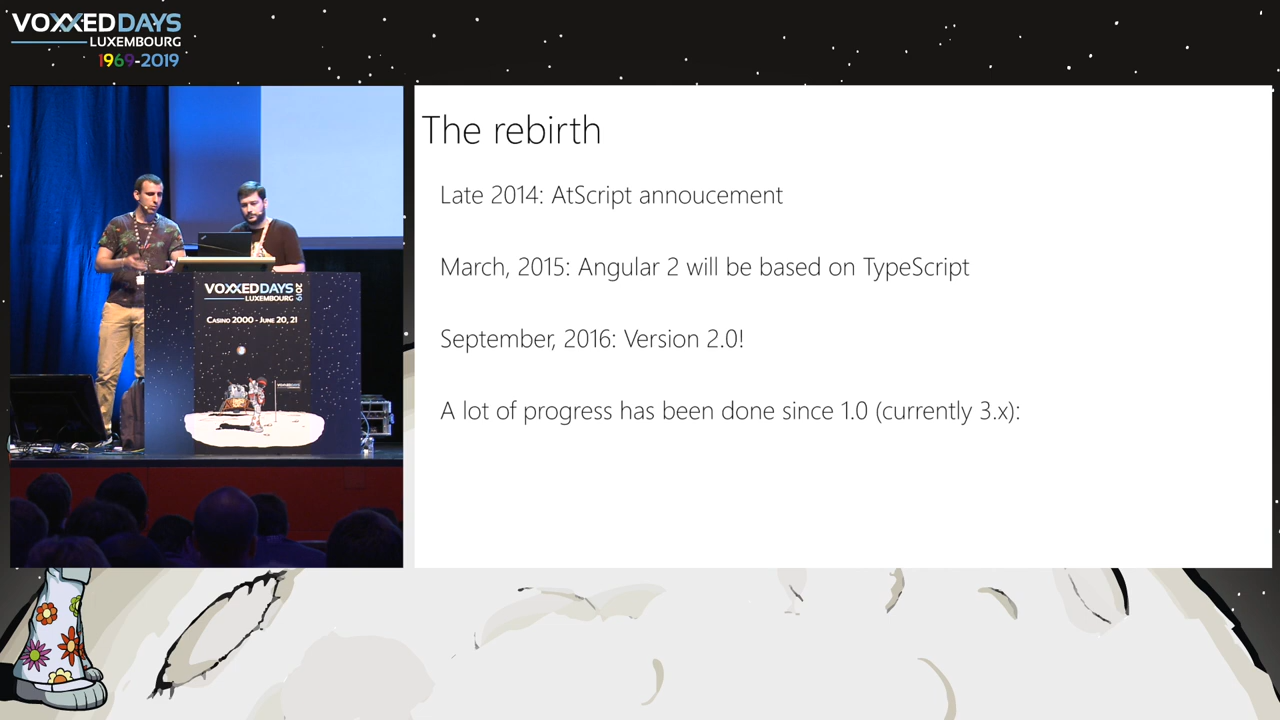 VOXXEDDAYS
LUXEMBOURG
1969-2019
The rebirth
Late 2014: AtScript annoucement
March, 2015: Angular 2 will be based on TypeScript
September, 2016: Version 2.0!
A lot of progress has been done since 1.0 (currently 3.x):
VOXXEDDAYS
2019
LUXEMBOURG
CASINO 2000 - JUNE 20, 21